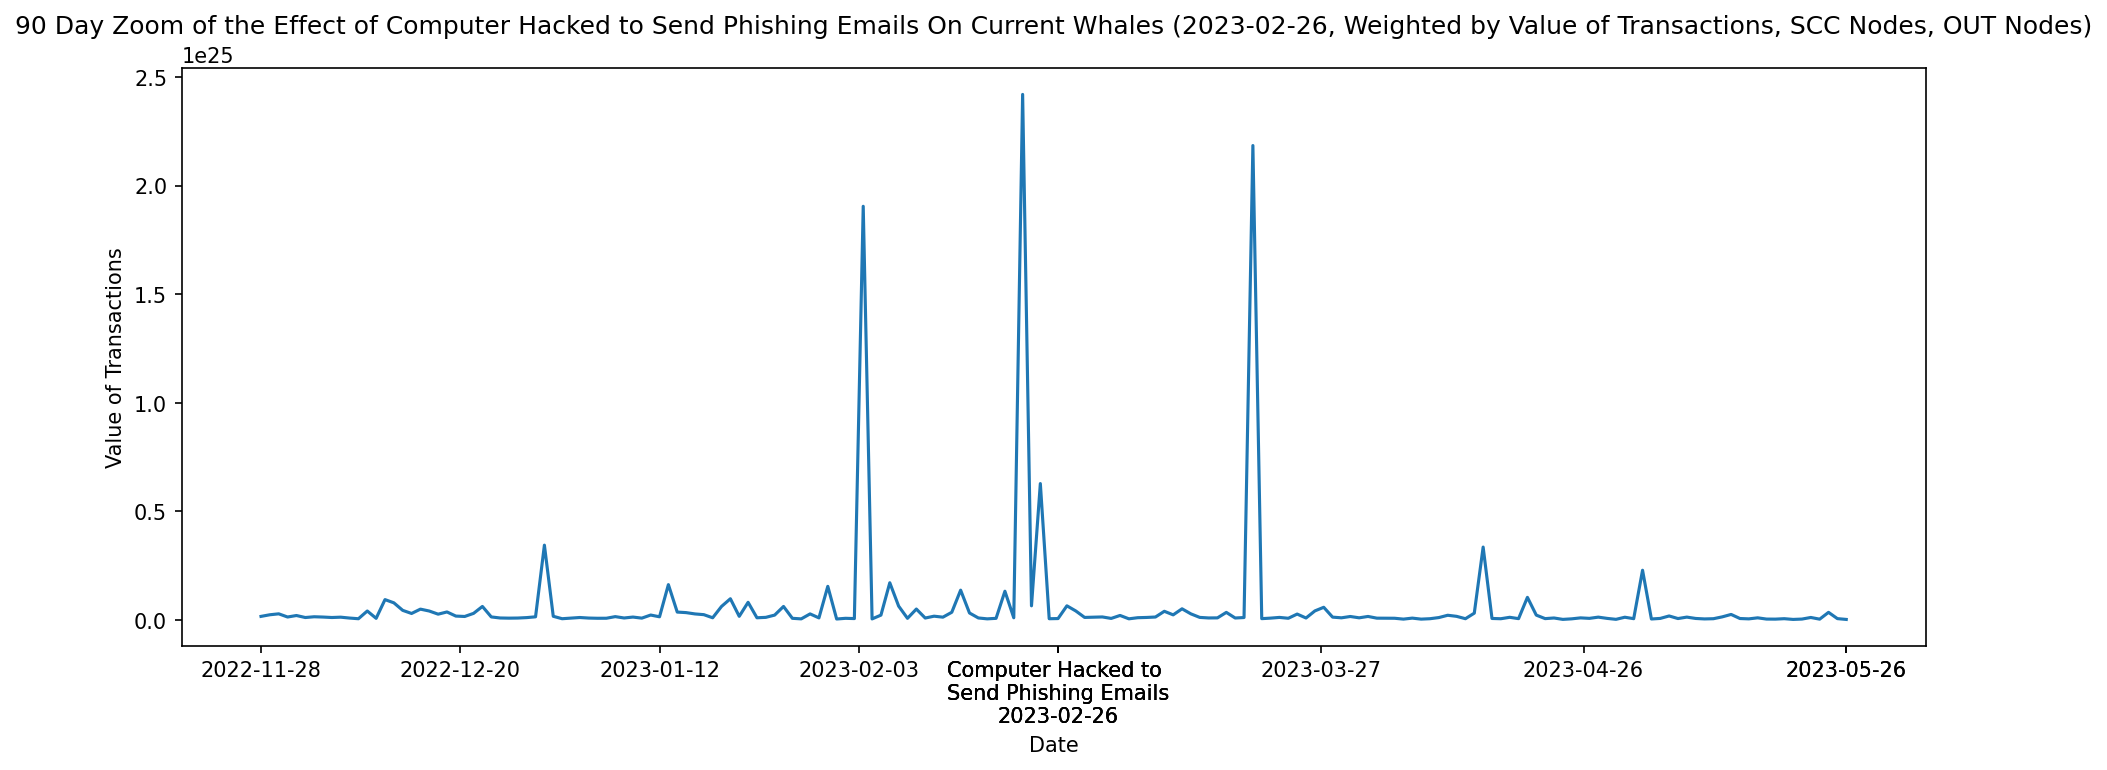 90 Day Zoom of the Effect of Computer Hacked to Send Phishing Emails On Current Whales (2023-02-26, Weighted by Value of Transactions, SCC Nodes, OUT Nodes)
1e25
2.5
2.0
1.5
1.0
0.5
0.0
Value of Transactions
2022-11-28
2022-12-20
2023-01-12
2023-02-03
Computer Hacked to
Send Phishing Emails
2023-02-26
2023-03-27
2023-04-26
2023-05-26
Date